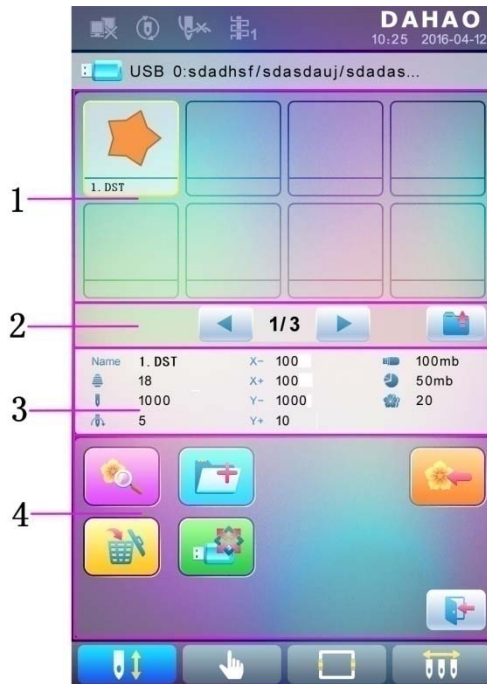 DAHAO
1
10:25 2016-04-12
USB 0:sdadhsf/sdasdauj/sdadas...
1. DST
1
2
1/3
Name 1. DST X- 100 100mb
18 X+ 100 50mb
3
1000 Y- 1000 20
5 Y+ 10
4